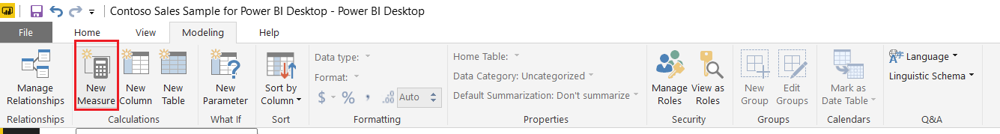 Contoso Sales Sample for Power BI Desktop - Power BI Desktop
File Home View Modeling Help
Manage Relationships
Relationships
New Measure
New Column
New Table
Calculations
New Parameter
What If
Sort by Column
Sort
Data type:
Format:
$ % , .00 Auto
Formatting
Home Table:
Data Category: Uncategorized
Default Summarization: Don't summarize
Properties
Manage Roles
View as Roles
Security
New Group
Edit Groups
Groups
Mark as Date Table
Calendars
Language
Linguistic Schema
Q&A